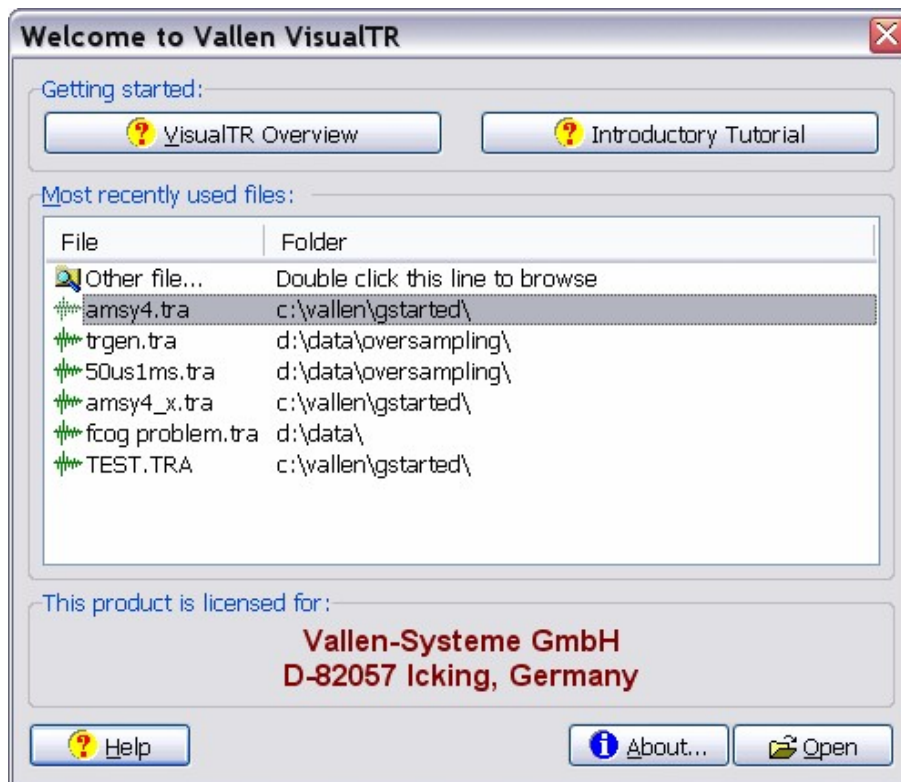 Welcome to Vallen VisualTR
Getting started:
VisualTR Overview
Introductory Tutorial
Most recently used files:
File Folder
Other file... Double click this line to browse
amsy4.tra c:\vallen\gstarted\
trgen.tra d:\data\oversampling\
50us1ms.tra d:\data\oversampling\
amsy4_x.tra c:\vallen\gstarted\
fcog problem.tra d:\data\
TEST.TRA c:\vallen\gstarted\
This product is licensed for:
Vallen-Systeme GmbH
D-82057 Icking, Germany
Help
About...
Open